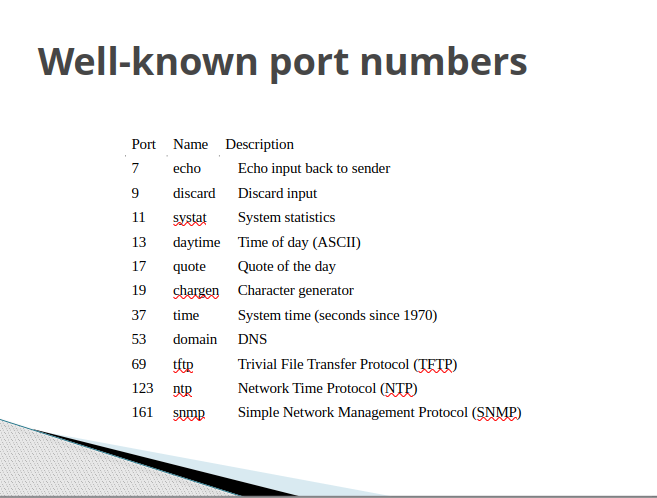 Well-known port numbers
Port Name Description
7 echo Echo input back to sender
9 discard Discard input
11 systat System statistics
13 daytime Time of day (ASCII)
17 quote Quote of the day
19 chargen Character generator
37 time System time (seconds since 1970)
53 domain DNS
69 tftp Trivial File Transfer Protocol (TFTP)
123 ntp Network Time Protocol (NTP)
161 snmp Simple Network Management Protocol (SNMP)